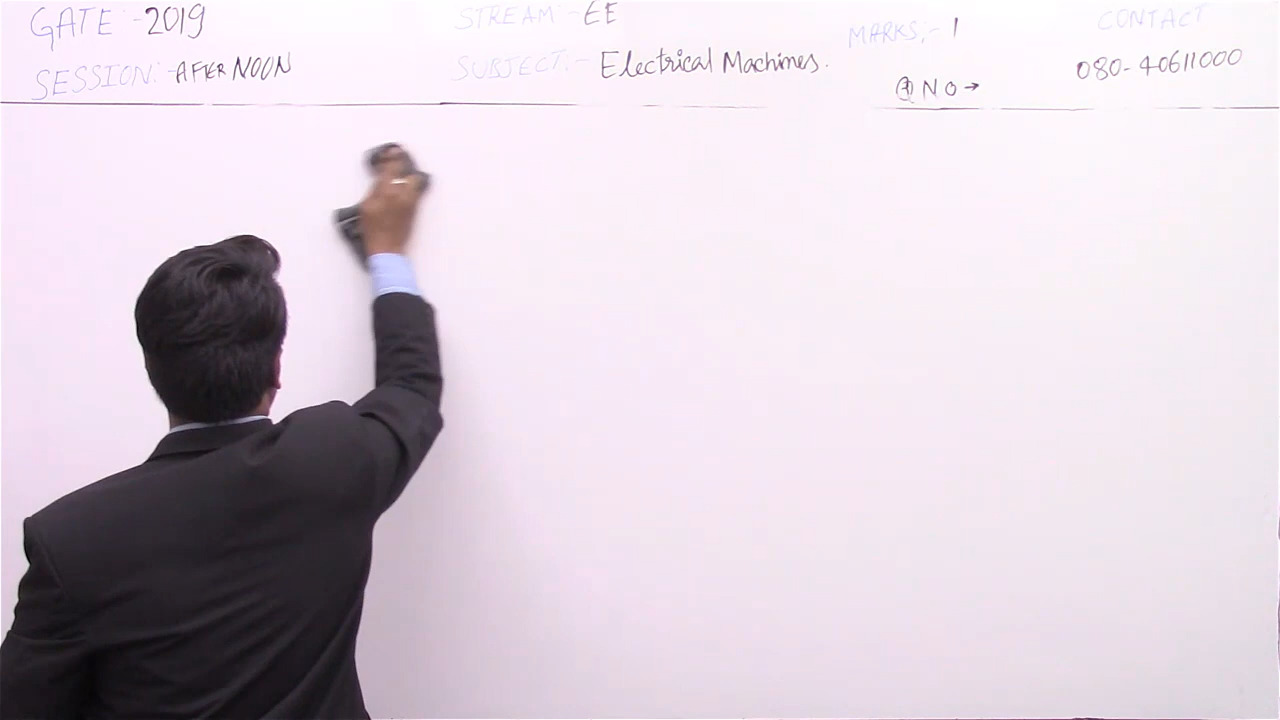 GATE :- 2019
SESSION:- AFTERNOON
STREAM:- EE
SUBJECT:- Electrical Machines.
MARKS:- 1
Q NO →
CONTACT
080-40611000